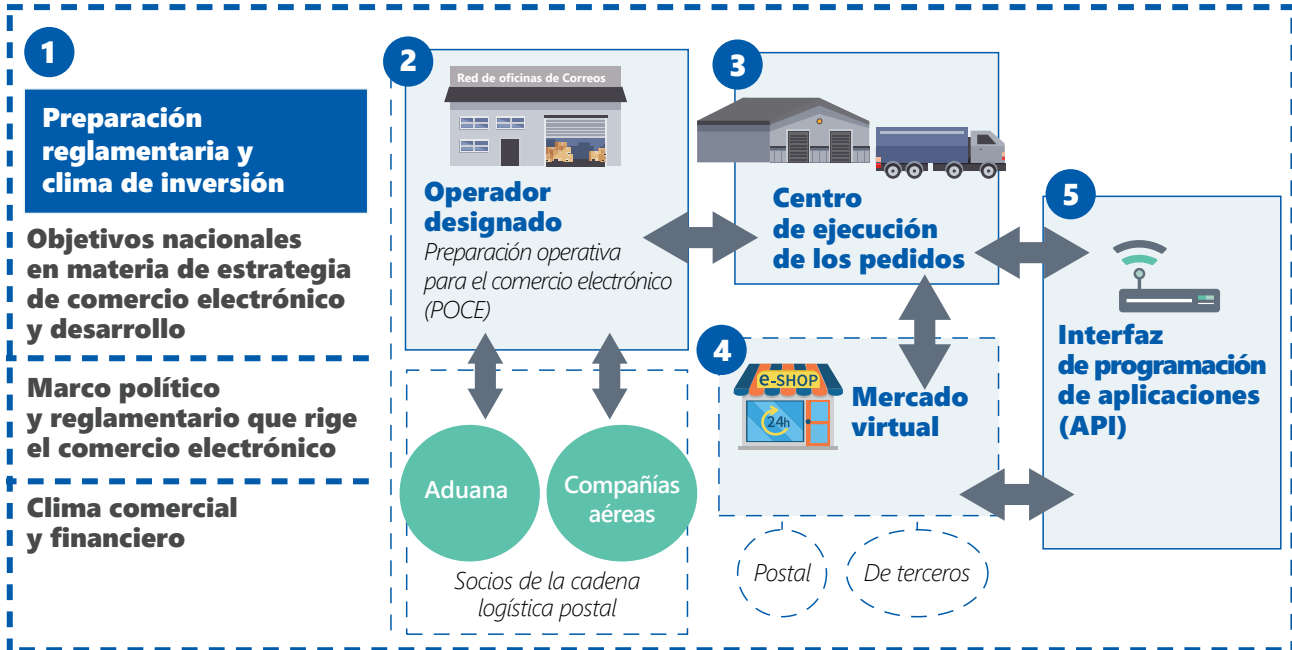 1
Preparación
reglamentaria y
clima de inversión
Objetivos nacionales
en materia de estrategia
de comercio electrónico
y desarrollo
Marco político
y reglamentario que rige
el comercio electrónico
Clima comercial
y financiero
2
Red de oficinas de Correos
Operador
designado
Preparación operativa
para el comercio electrónico
(POCE)
Aduana
Compañías
aéreas
Socios de la cadena
logística postal
3
Centro
de ejecución
de los pedidos
4
e-SHOP
24h
Mercado
virtual
Postal
De terceros
5
Interfaz
de programación
de aplicaciones
(API)